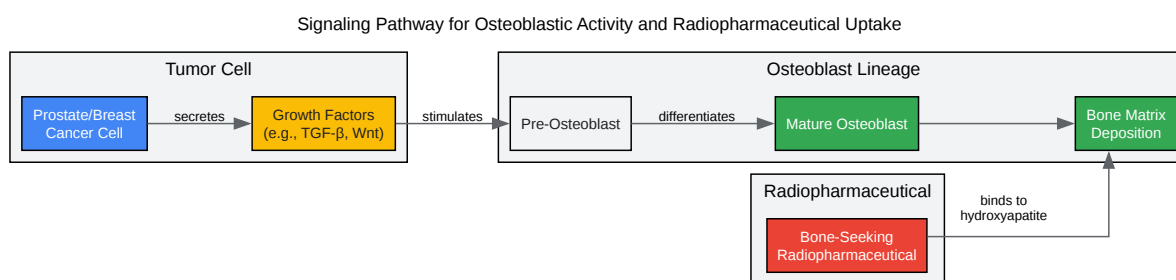 Signaling Pathway for Osteoblastic Activity and Radiopharmaceutical Uptake
Tumor Cell
Prostate/Breast
Cancer Cell
secretes
Growth Factors
(e.g., TGF-β, Wnt)
stimulates
Osteoblast Lineage
Pre-Osteoblast
differentiates
Mature Osteoblast
Bone Matrix
Deposition
Radiopharmaceutical
Bone-Seeking
Radiopharmaceutical
binds to
hydroxyapatite